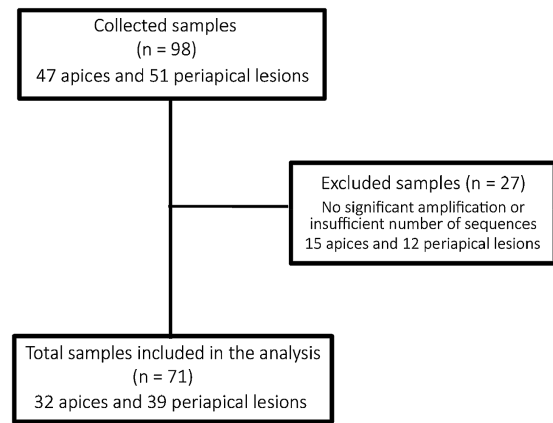 Collected samples
(n = 98)
47 apices and 51 periapical lesions
Excluded samples (n = 27)
No significant amplification or
insufficient number of sequences
15 apices and 12 periapical lesions
Total samples included in the analysis
(n = 71)
32 apices and 39 periapical lesions